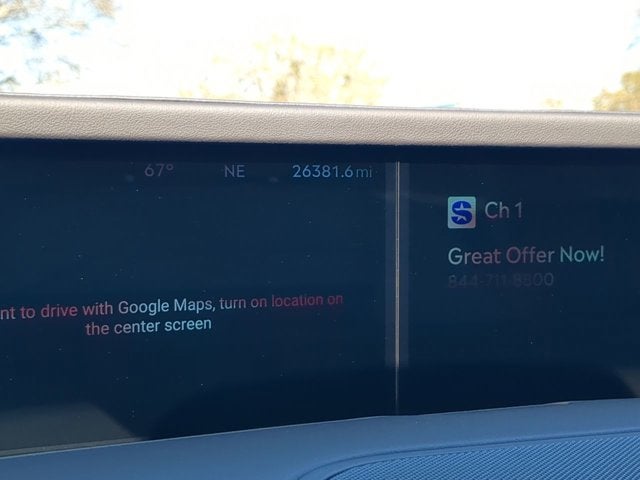 67° NE 26381.6 mi
nt to drive with Google Maps, turn on location on
the center screen
S Ch 1
Great Offer Now!
844-711-8800